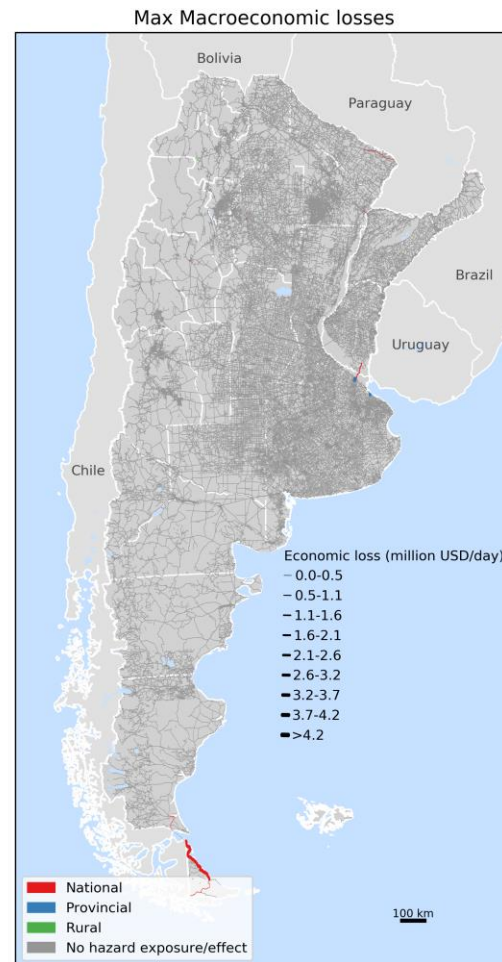 Max Macroeconomic losses
Bolivia
Paraguay
Brazil
Uruguay
Chile
Economic loss (million USD/day)
0.0-0.5
0.5-1.1
1.1-1.6
1.6-2.1
2.1-2.6
2.6-3.2
3.2-3.7
3.7-4.2
>4.2
National
Provincial
Rural
No hazard exposure/effect
100 km